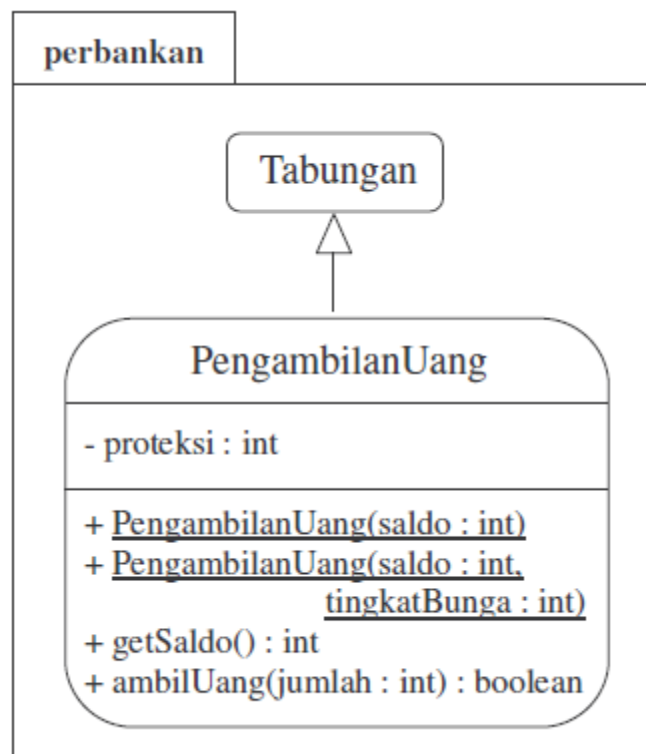 perbankan
Tabungan
PengambilanUang
- proteksi : int
+ PengambilanUang(saldo : int)
+ PengambilanUang(saldo : int,
tingkatBunga : int)
+ getSaldo() : int
+ ambilUang(jumlah : int) : boolean